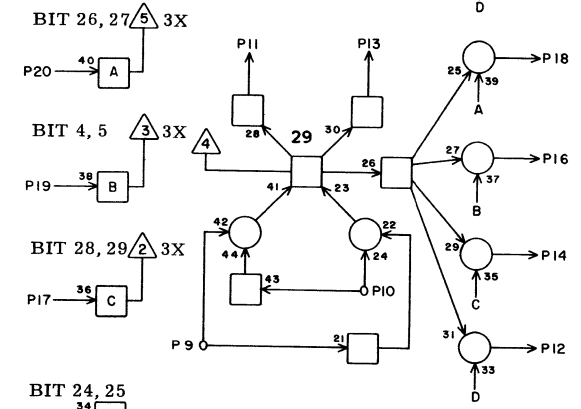 D
BIT 26, 27 5 3X
P20 40 A
P11
P13
25 P18
39
A
BIT 4, 5 3 3X
28 29 30
4
P19 38 B
26
27 P16
37
B
41 23
BIT 28, 29 2 3X
42 22
44 24
29 P14
35
C
P17 36 C
43 P10
P9 21
31 P12
33
D
BIT 24, 25
34